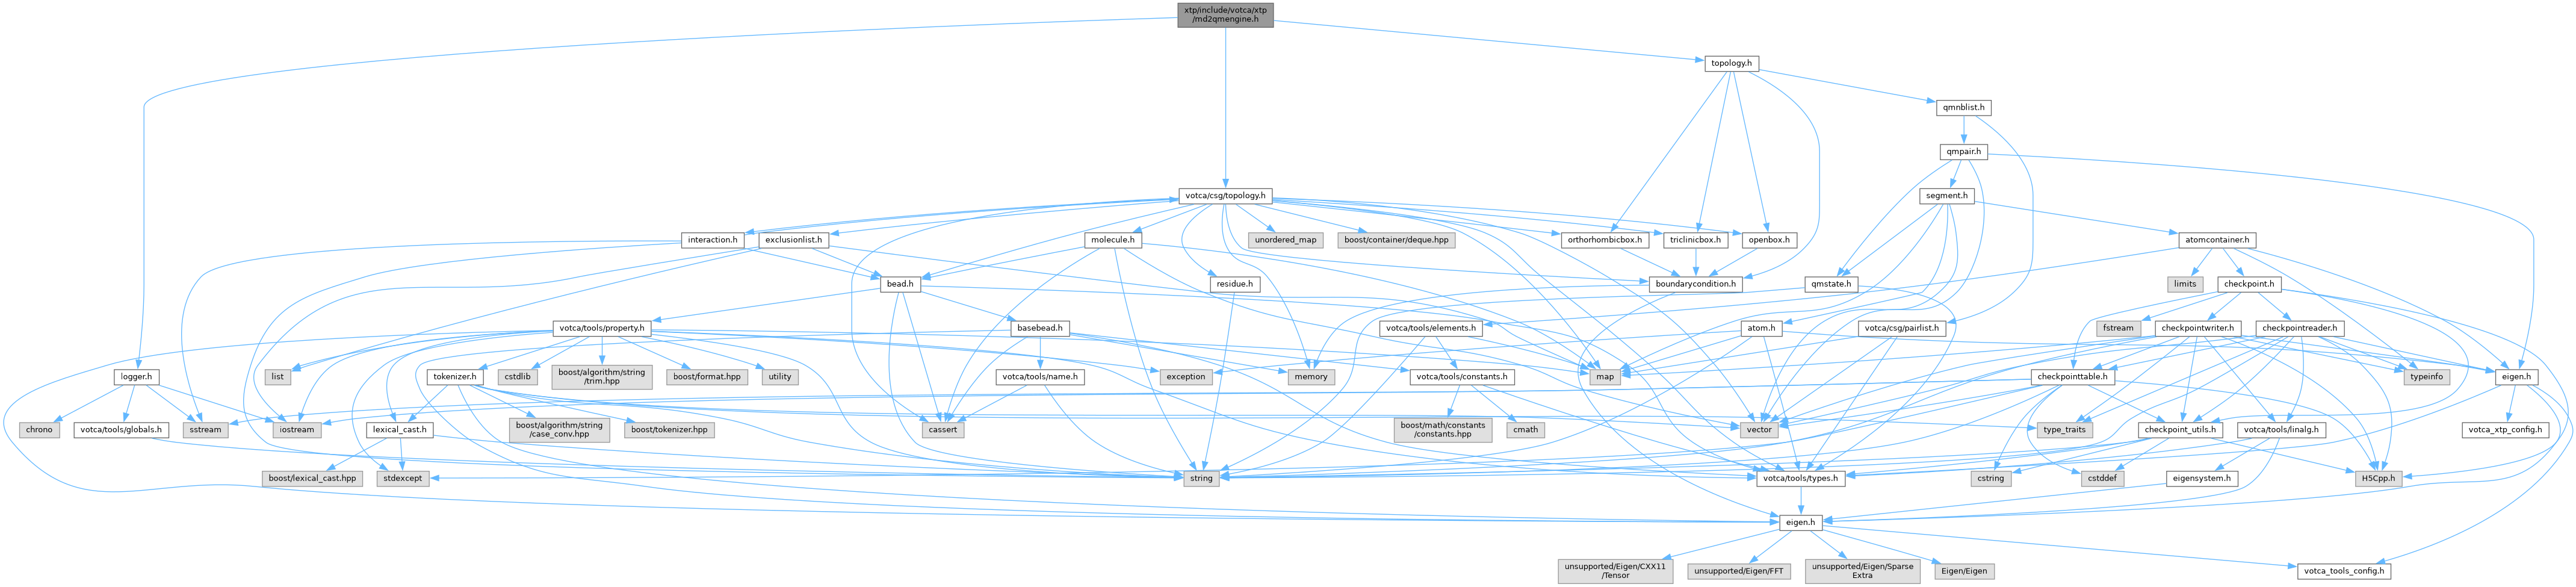 xtp/include/votca/xtp
/md2qmengine.h
topology.h
qmnblist.h
qmpair.h
votca/csg/topology.h
segment.h
interaction.h
exclusionlist.h
molecule.h
unordered_map
boost/container/deque.hpp
orthorhombicbox.h
triclinicbox.h
openbox.h
atomcontainer.h
bead.h
residue.h
boundarycondition.h
qmstate.h
limits
checkpoint.h
votca/tools/property.h
basebead.h
votca/tools/elements.h
atom.h
votca/csg/pairlist.h
fstream
checkpointwriter.h
checkpointreader.h
logger.h
list
tokenizer.h
cstdlib
boost/algorithm/string
/trim.hpp
boost/format.hpp
utility
exception
memory
votca/tools/name.h
votca/tools/constants.h
map
checkpointtable.h
typeinfo
eigen.h
chrono
votca/tools/globals.h
sstream
iostream
lexical_cast.h
boost/algorithm/string
/case_conv.hpp
boost/tokenizer.hpp
cassert
boost/math/constants
/constants.hpp
cmath
vector
type_traits
checkpoint_utils.h
votca/tools/linalg.h
votca_xtp_config.h
boost/lexical_cast.hpp
stdexcept
string
votca/tools/types.h
cstring
cstddef
eigensystem.h
H5Cpp.h
eigen.h
unsupported/Eigen/CXX11
/Tensor
unsupported/Eigen/FFT
unsupported/Eigen/Sparse
Extra
Eigen/Eigen
votca_tools_config.h